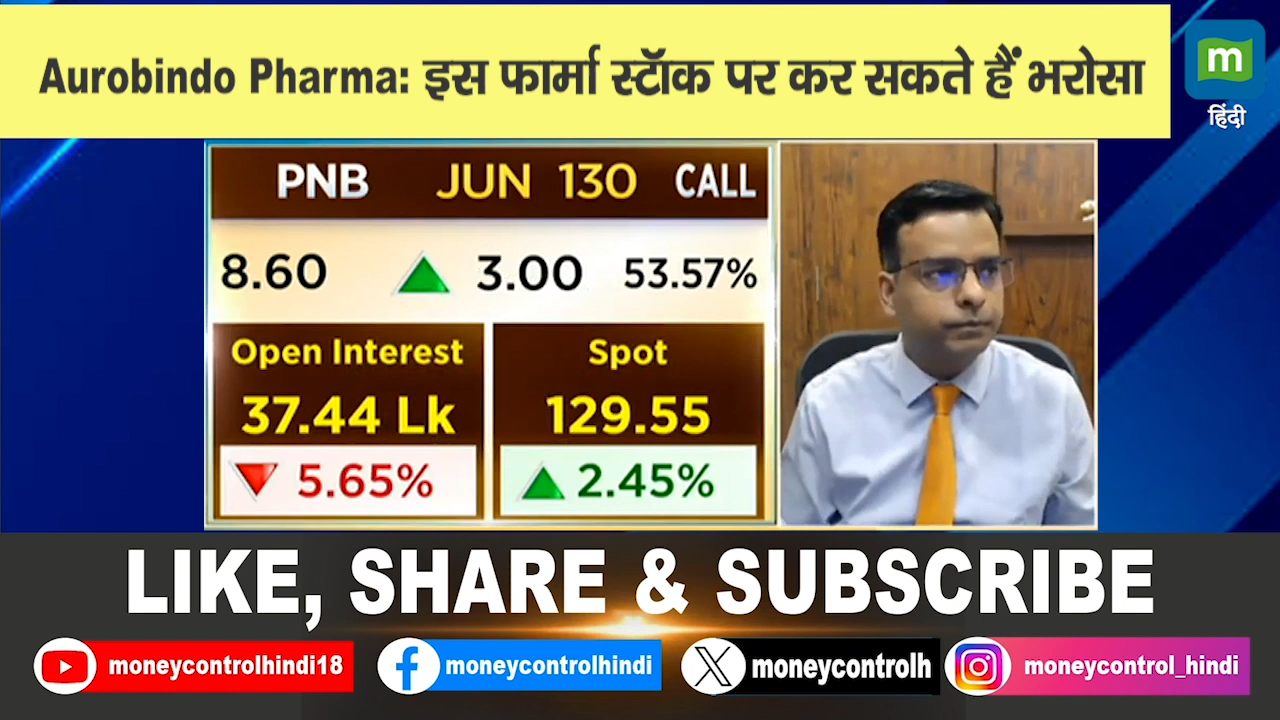 Aurobindo Pharma: इस फार्मा स्टॉक पर कर सकते हैं भरोसा
m
हिंदी
PNB JUN 130 CALL
8.60 ▲ 3.00 53.57%
Open Interest
37.44 Lk
▼ 5.65%
Spot
129.55
▲ 2.45%
LIKE, SHARE & SUBSCRIBE
moneycontrolhindi18
moneycontrolhindi
moneycontrolh
moneycontrol_hindi